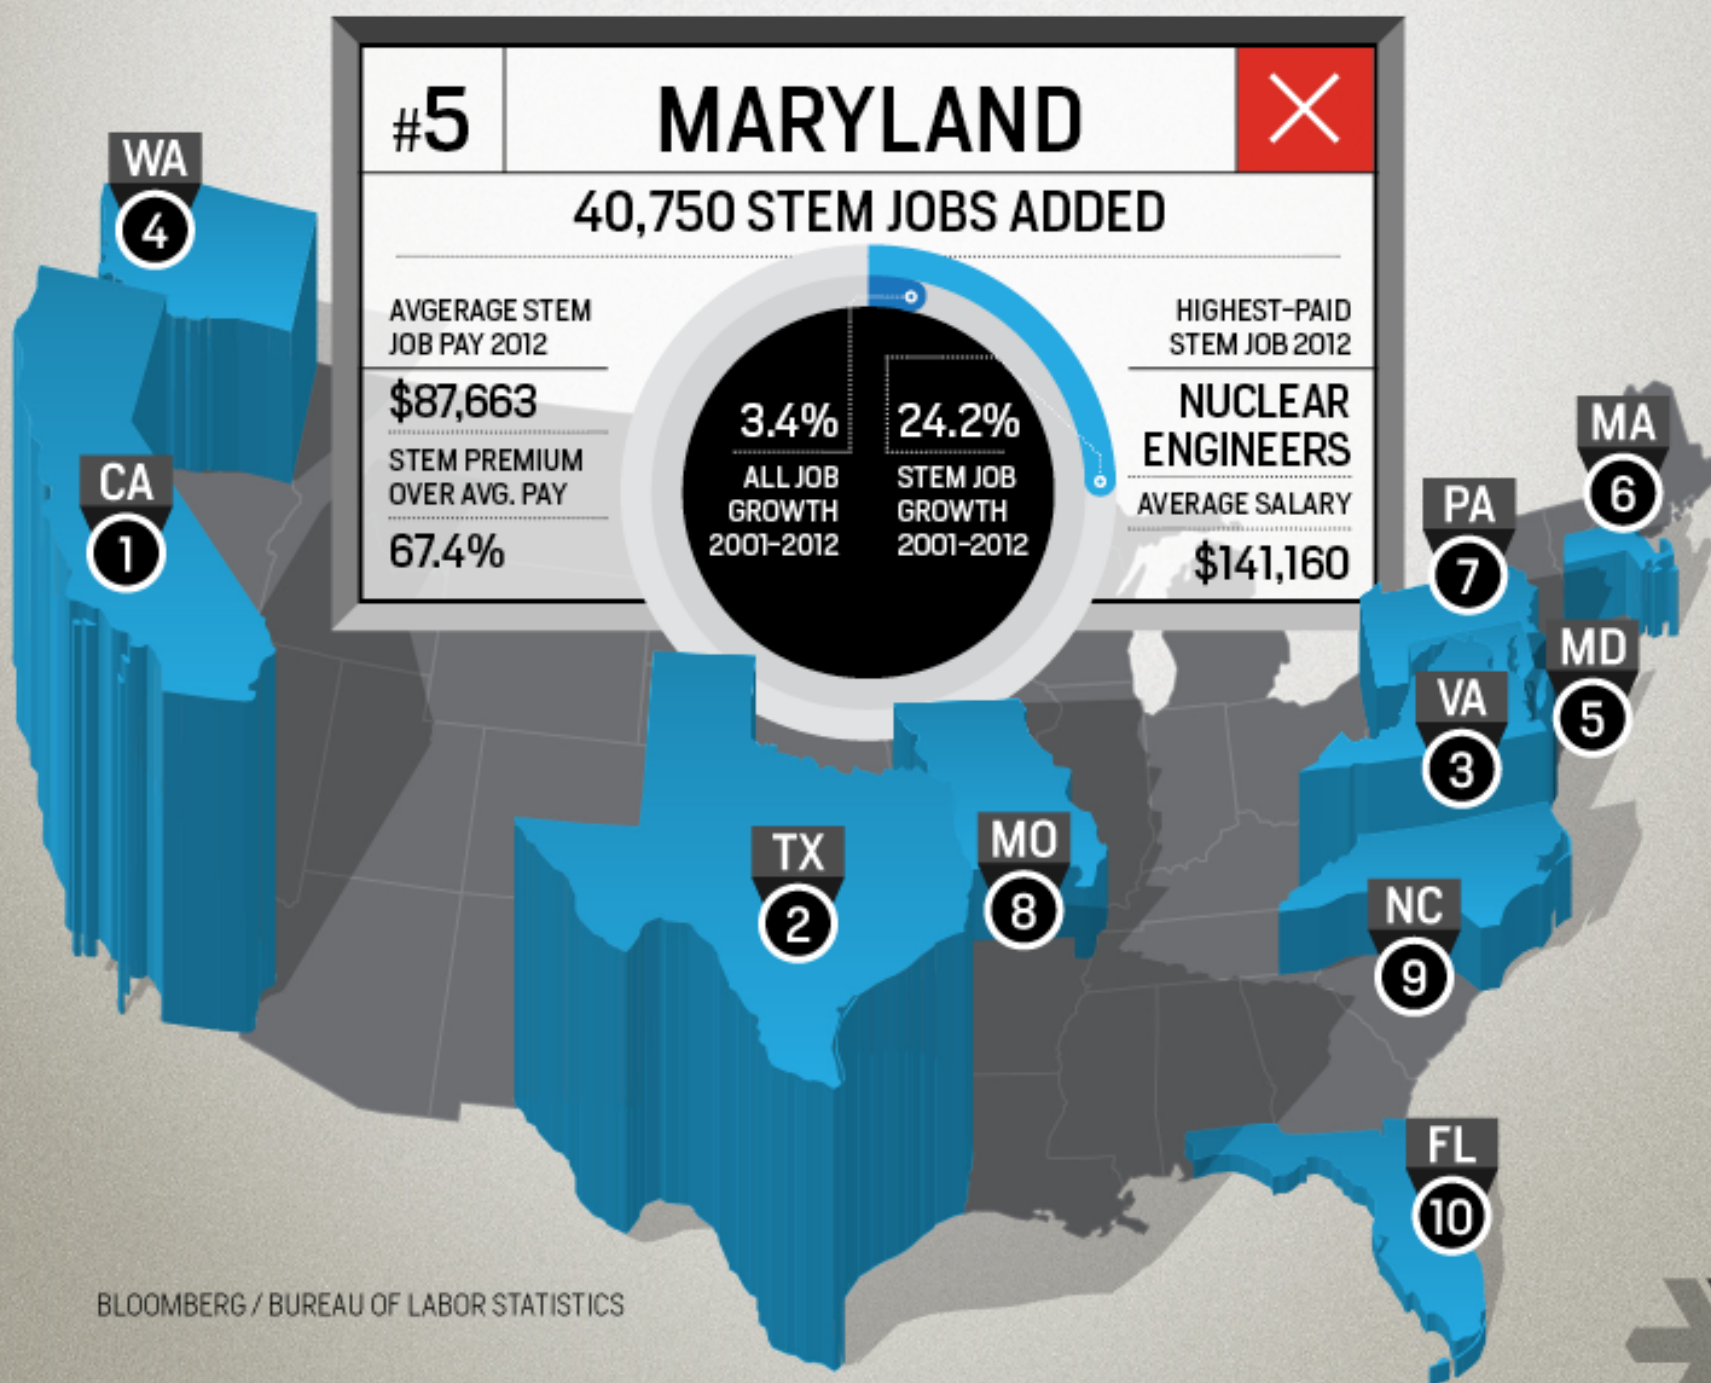 #5
MARYLAND
40,750 STEM JOBS ADDED
AVGERAGE STEM
JOB PAY 2012
$87,663
STEM PREMIUM
OVER AVG. PAY
67.4%
3.4%
ALL JOB
GROWTH
2001-2012
24.2%
STEM JOB
GROWTH
2001-2012
HIGHEST-PAID
STEM JOB 2012
NUCLEAR
ENGINEERS
AVERAGE SALARY
$141,160
WA
4
CA
1
TX
2
MO
8
MA
6
PA
7
MD
5
VA
3
NC
9
FL
10
BLOOMBERG / BUREAU OF LABOR STATISTICS